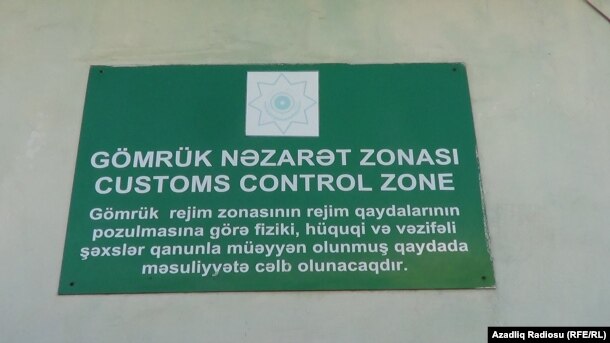 GÖMRÜK NƏZARƏT ZONASI
CUSTOMS CONTROL ZONE
Gömrük rejim zonasının rejim qaydalarının
pozulmasına görə fiziki, hüquqi və vəzifəli
şəxslər qanunla müəyyən olunmuş qaydada
məsuliyyətə cəlb olunacaqdır.
Azadliq Radiosu (RFE/RL)